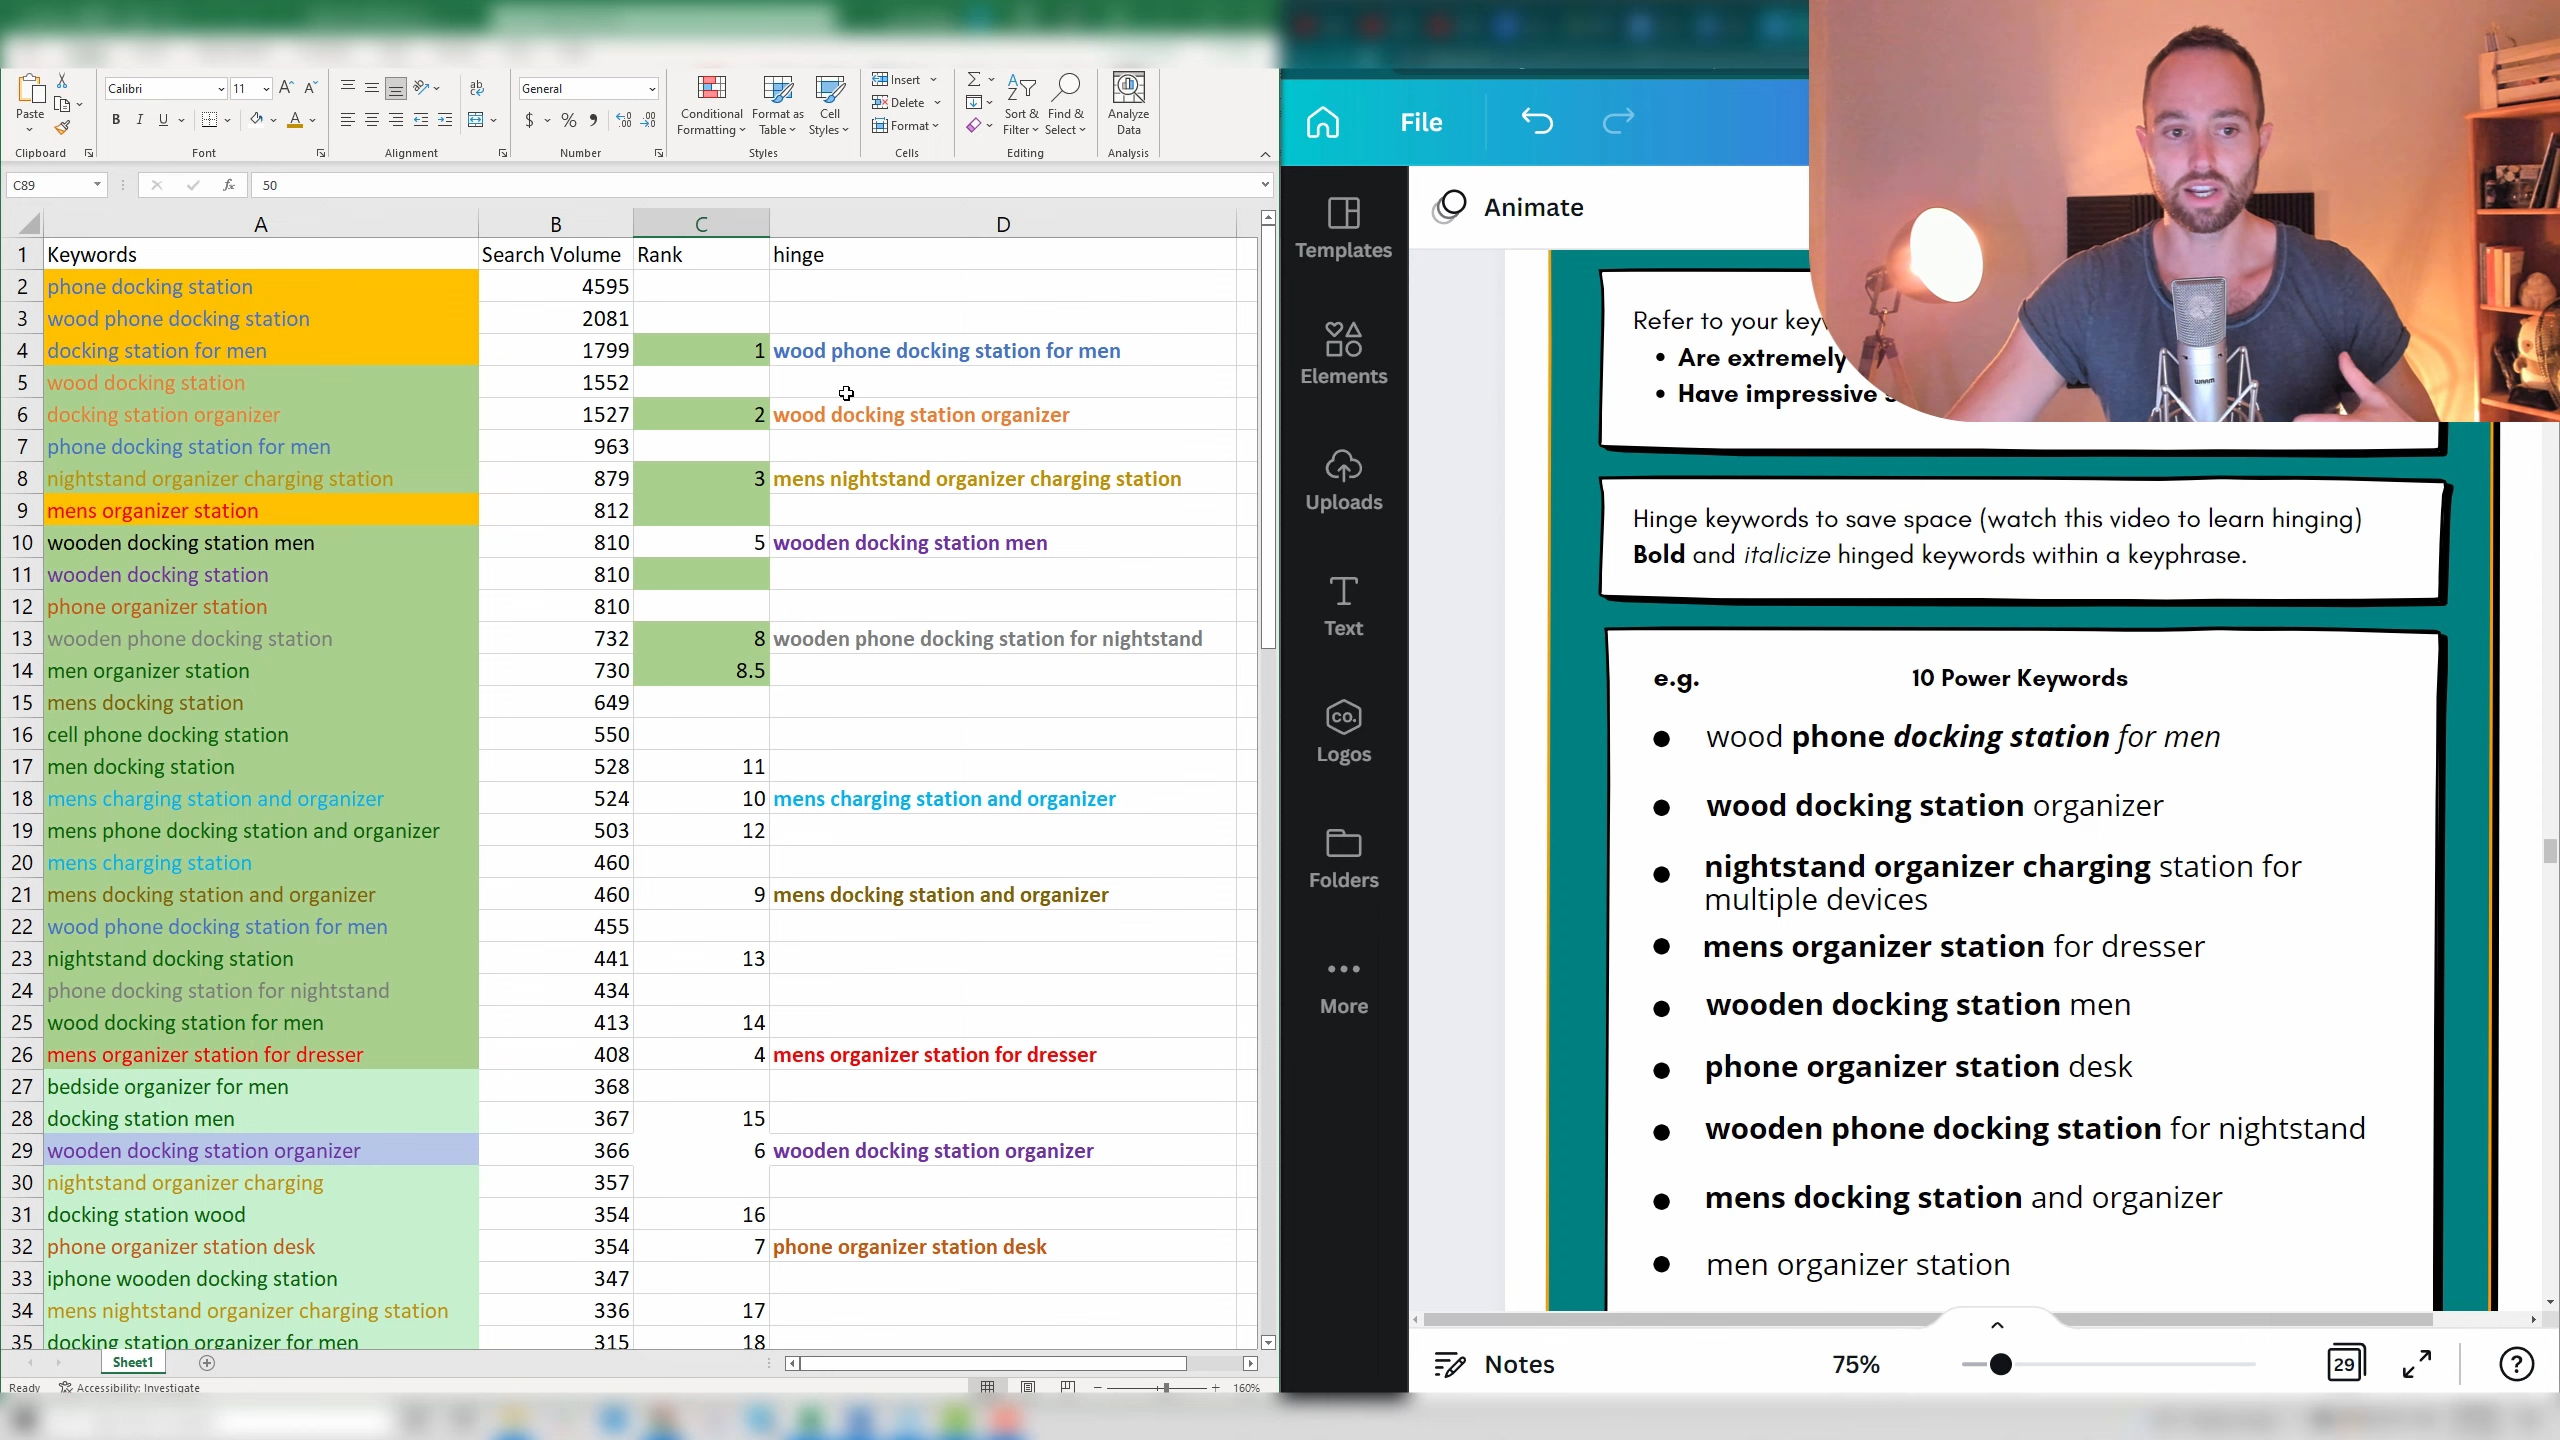 Paste
Calibri
11
General
Conditional Formatting
Format as Table
Cell Styles
Insert
Delete
Format
Sort & Filter
Find & Select
Analyze Data
B I U
$ % 9
Clipboard
Font
Alignment
Number
Styles
Cells
Editing
Analysis
C89
fx
50
A B C D
1 Keywords Search Volume Rank hinge
2 phone docking station 4595
3 wood phone docking station 2081
4 docking station for men 1799 1 wood phone docking station for men
5 wood docking station 1552
6 docking station organizer 1527 2 wood docking station organizer
7 phone docking station for men 963
8 nightstand organizer charging station 879 3 mens nightstand organizer charging station
9 mens organizer station 812
10 wooden docking station men 810 5 wooden docking station men
11 wooden docking station 810
12 phone organizer station 810
13 wooden phone docking station 732 8 wooden phone docking station for nightstand
14 men organizer station 730 8.5
15 mens docking station 649
16 cell phone docking station 550
17 men docking station 528 11
18 mens charging station and organizer 524 10 mens charging station and organizer
19 mens phone docking station and organizer 503 12
20 mens charging station 460
21 mens docking station and organizer 460 9 mens docking station and organizer
22 wood phone docking station for men 455
23 nightstand docking station 441 13
24 phone docking station for nightstand 434
25 wood docking station for men 413 14
26 mens organizer station for dresser 408 4 mens organizer station for dresser
27 bedside organizer for men 368
28 docking station men 367 15
29 wooden docking station organizer 366 6 wooden docking station organizer
30 nightstand organizer charging 357
31 docking station wood 354 16
32 phone organizer station desk 354 7 phone organizer station desk
33 iphone wooden docking station 347
34 mens nightstand organizer charging station 336 17
35 docking station organizer for men 315 18
Sheet1
Ready
Accessibility: Investigate
160%
File
Animate
Templates
Elements
Uploads
Text
CO.
Logos
Folders
More
Refer to your
• Are extremely
• Have impressive
Hinge keywords to save space (watch this video to learn hinging)
Bold and italicize hinged keywords within a keyphrase.
e.g. 10 Power Keywords
● wood phone docking station for men
● wood docking station organizer
● nightstand organizer charging station for
multiple devices
● mens organizer station for dresser
● wooden docking station men
● phone organizer station desk
● wooden phone docking station for nightstand
● mens docking station and organizer
● men organizer station
Notes
75%
29
?